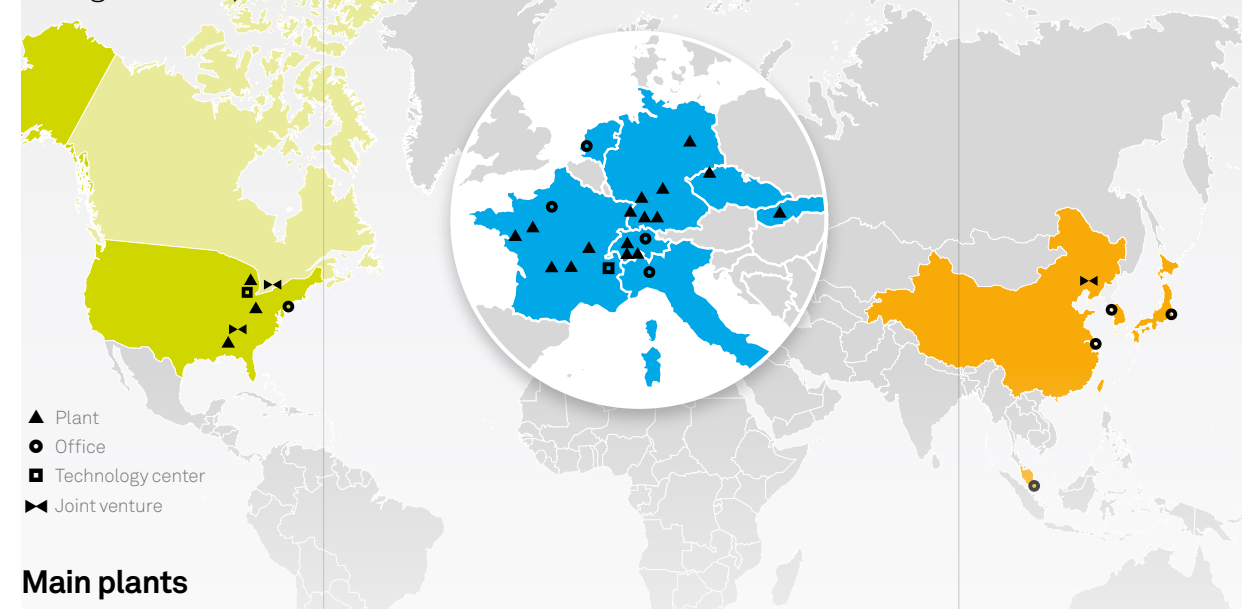 Plant
Office
Technology center
Joint venture
Main plants